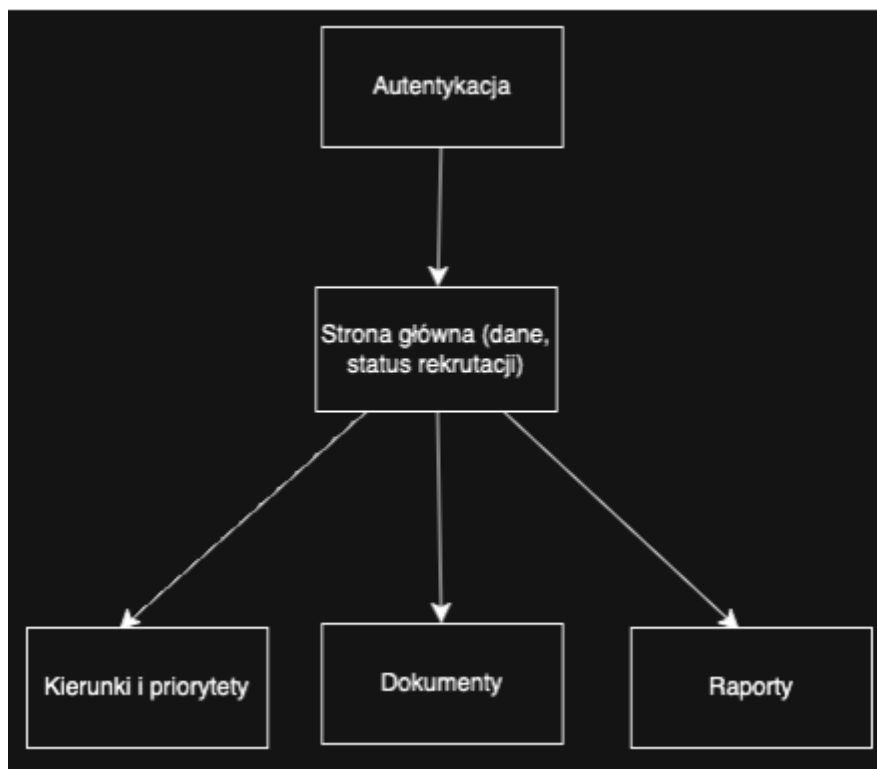 Autentykacja
Strona główna (dane,
status rekrutacji)
Kierunki i priorytety
Dokumenty
Raporty